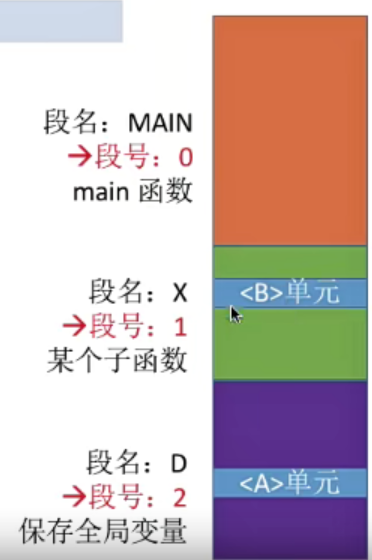 段名：MAIN
→段号：0
main 函数
段名：X
<B>单元
→段号：1
某个子函数
段名：D
<A>单元
→段号：2
保存全局变量